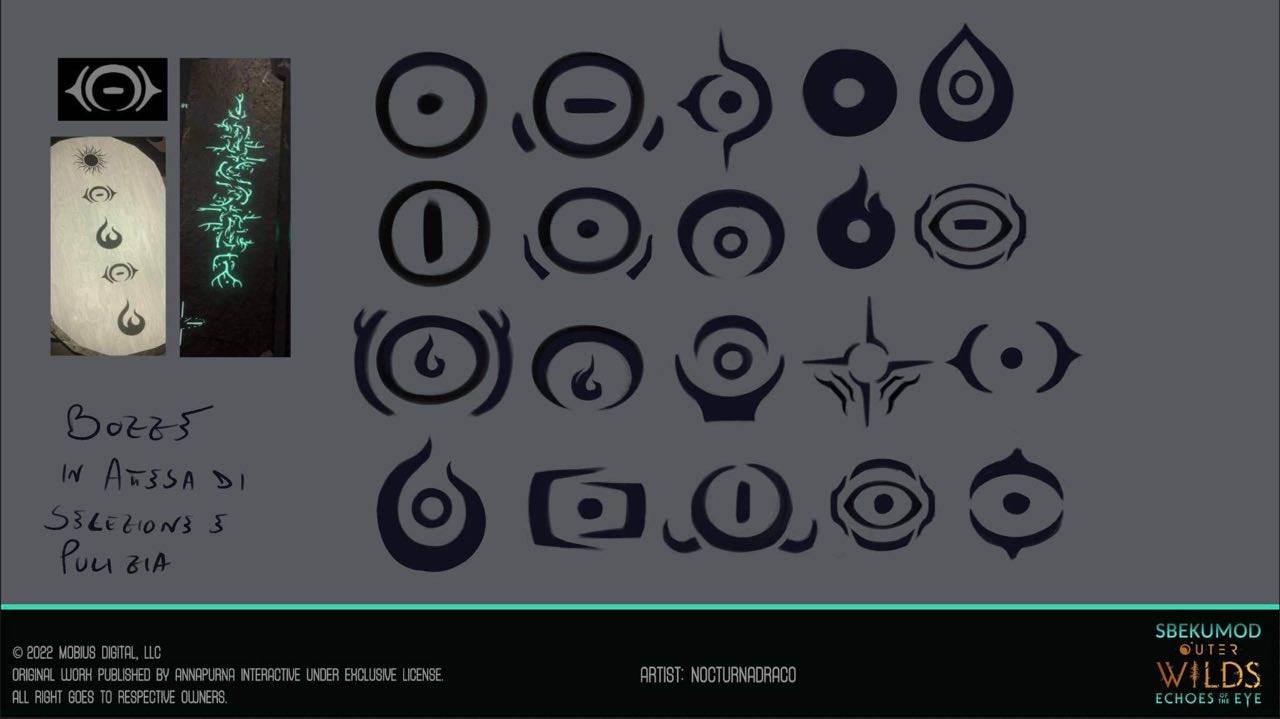 BOZZE
IN ATTESA DI
SELEZIONE E
PULIZIA
© 2022 MOBIUS DIGITAL, LLC
ORIGINAL WORK PUBLISHED BY ANNAPURNA INTERACTIVE UNDER EXCLUSIVE LICENSE.
ALL RIGHT GOES TO RESPECTIVE OWNERS.
ARTIST: NOCTURNADRACO
SBEKUMOD
OUTER
WILDS
ECHOES OF THE EYE